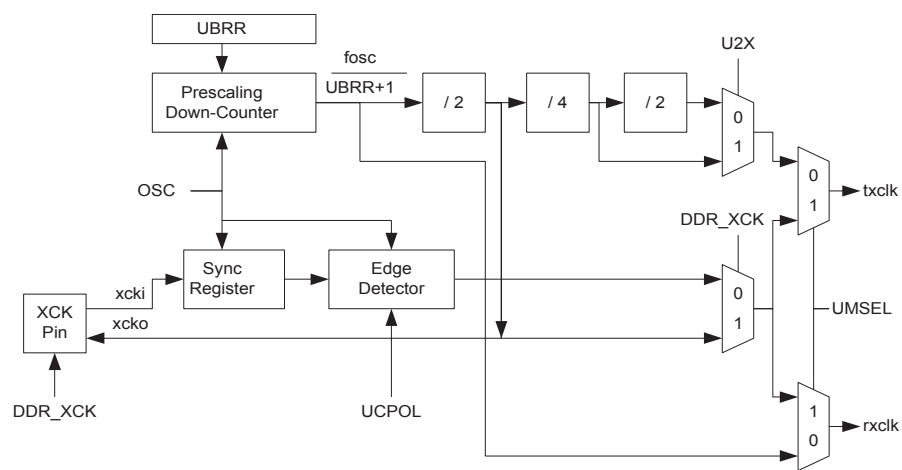 UBRR
fosc
U2X
Prescaling
Down-Counter
UBRR+1
/ 2
/ 4
/ 2
0
1
0
1
txclk
OSC
DDR_XCK
Sync
Register
Edge
Detector
xcki
0
1
XCK
Pin
xcko
UMSEL
DDR_XCK
UCPOL
1
0
rxclk